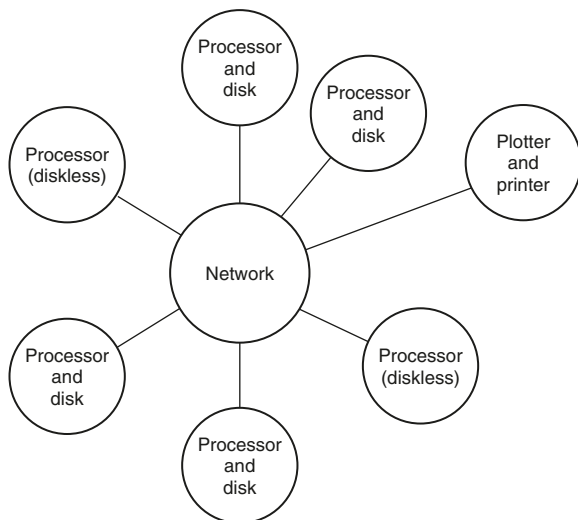 Processor
and
disk
Processor
and
disk
Plotter
and
printer
Processor
(diskless)
Network
Processor
and
disk
Processor
(diskless)
Processor
and
disk